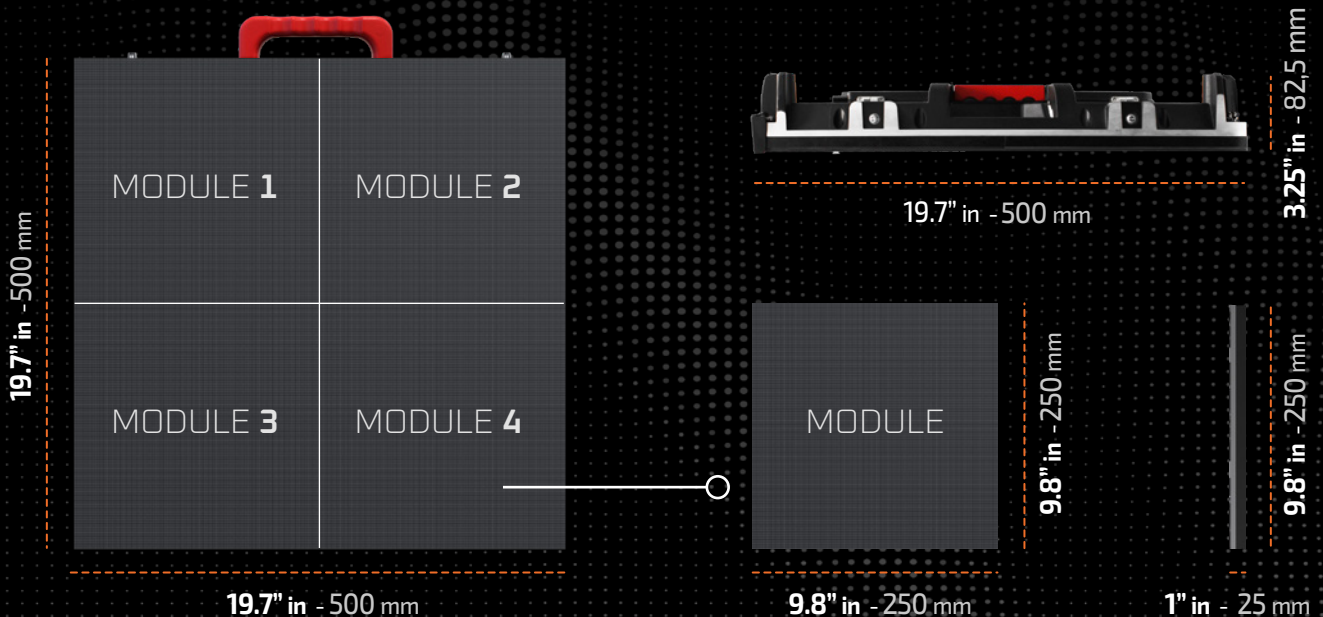 MODULE 1
MODULE 2
MODULE 3
MODULE 4
19.7” in - 500 mm
19.7” in - 500 mm
19.7” in - 500 mm
3.25” in - 82,5 mm
MODULE
9.8” in - 250 mm
9.8” in - 250 mm
9.8” in - 250 mm
1” in - 25 mm